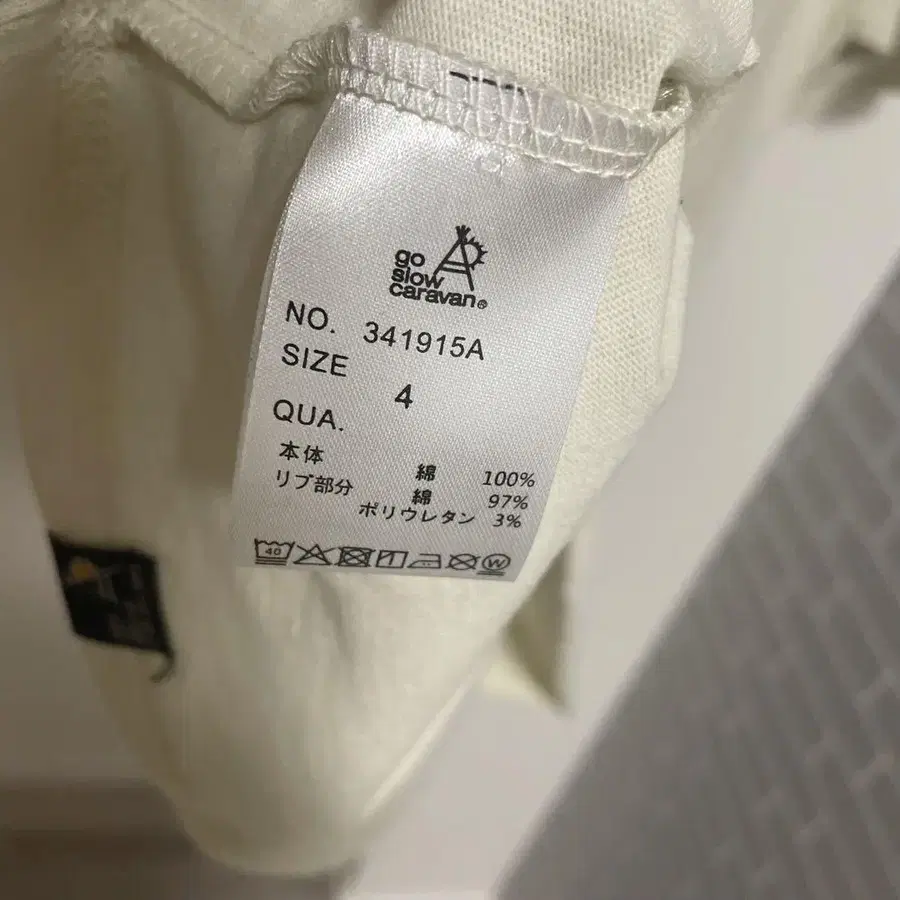 go
slow
caravan®
NO. 341915A
SIZE 4
QUA.
本体 綿 100%
リブ部分 綿 97%
ポリウレタン 3%
40
W